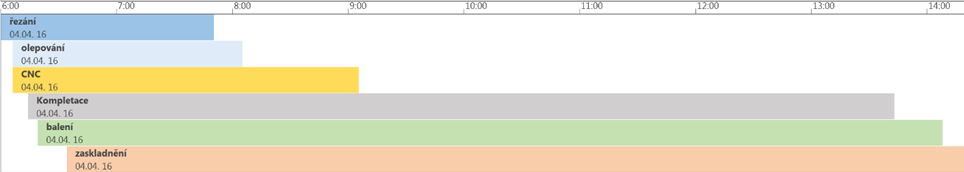 6:00 7:00 8:00 9:00 10:00 11:00 12:00 13:00 14:00
řezání
04.04. 16
olepování
04.04. 16
CNC
04.04. 16
Kompletace
04.04. 16
balení
04.04. 16
zaskladnění
04.04. 16